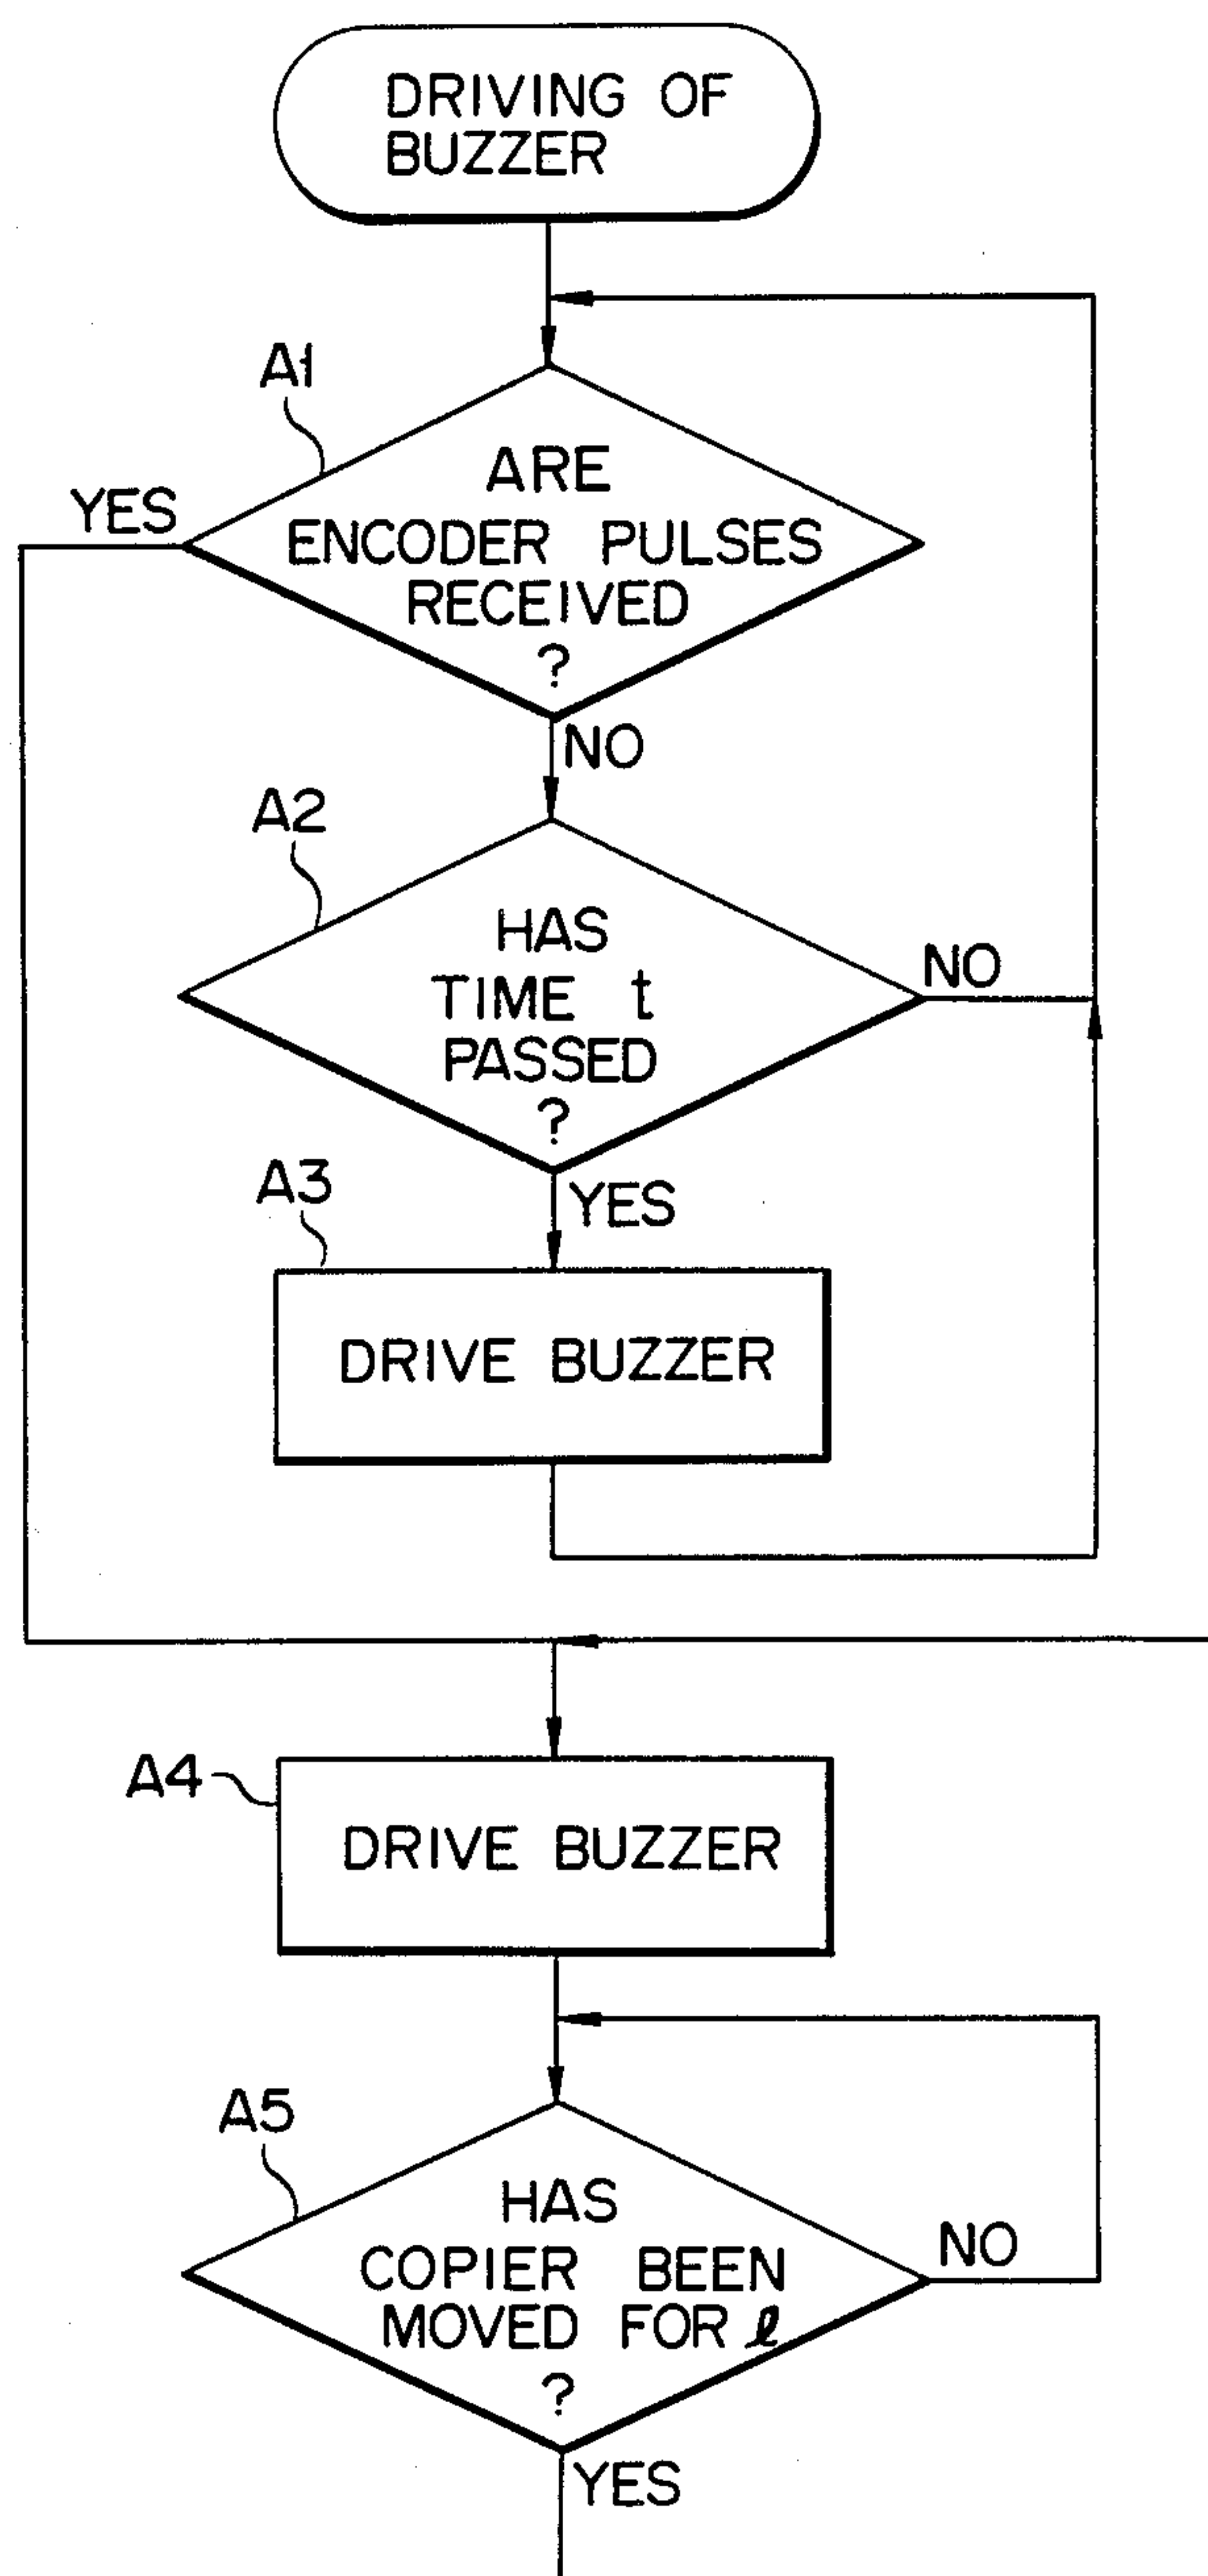 DRIVING OF
BUZZER
A1
YES
ARE
ENCODER PULSES
RECEIVED
?
NO
A2
HAS
TIME t
PASSED
?
NO
A3
YES
DRIVE BUZZER
A4
DRIVE BUZZER
A5
HAS
COPIER BEEN
MOVED FOR ℓ
?
NO
YES